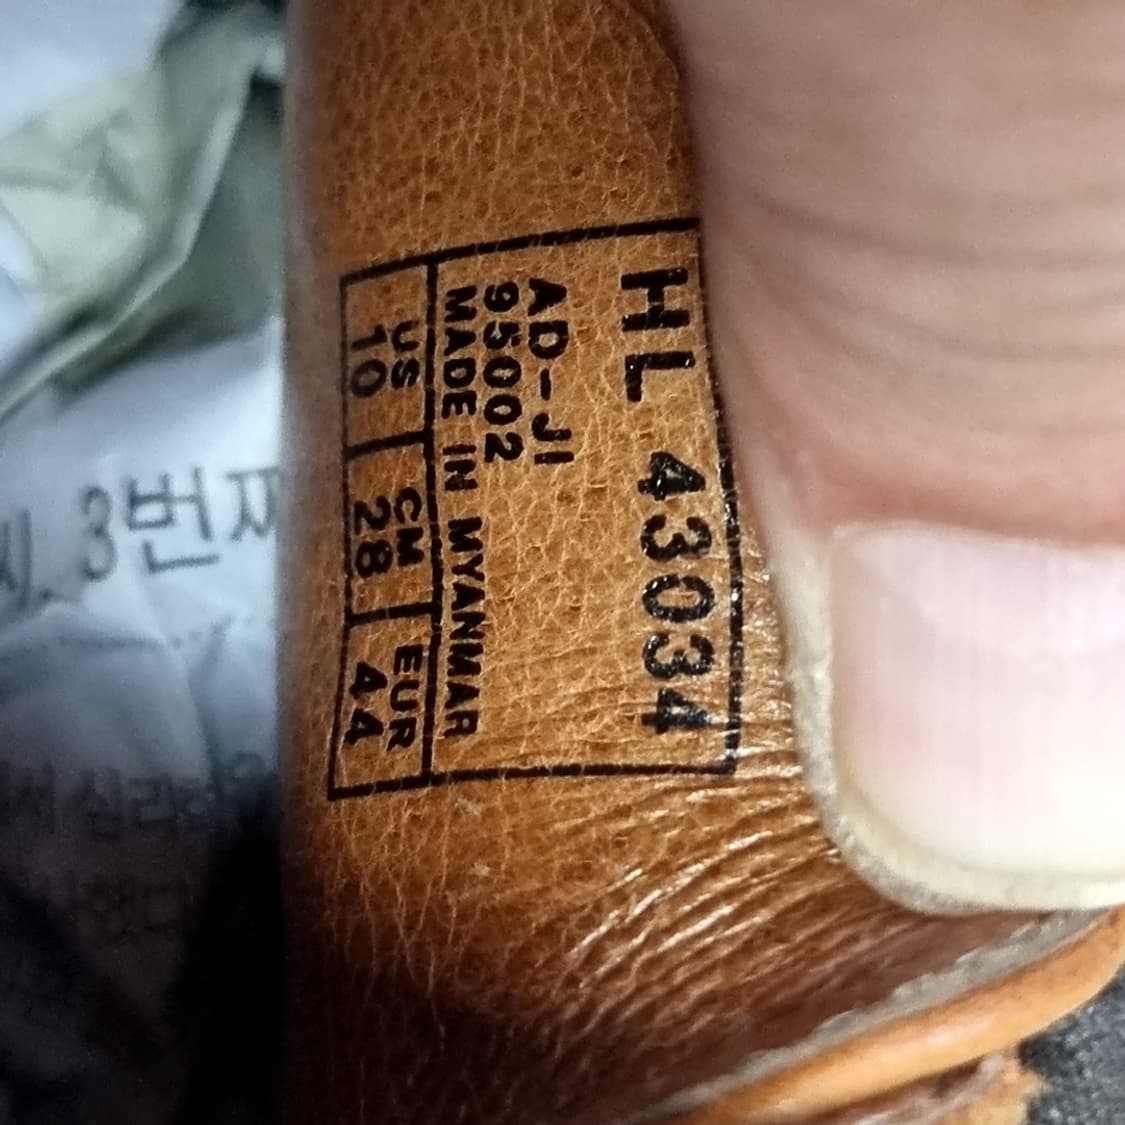 HL 43034
AD-JI
95002
MADE IN MYANMAR
US CM EUR
10 28 44
3번째